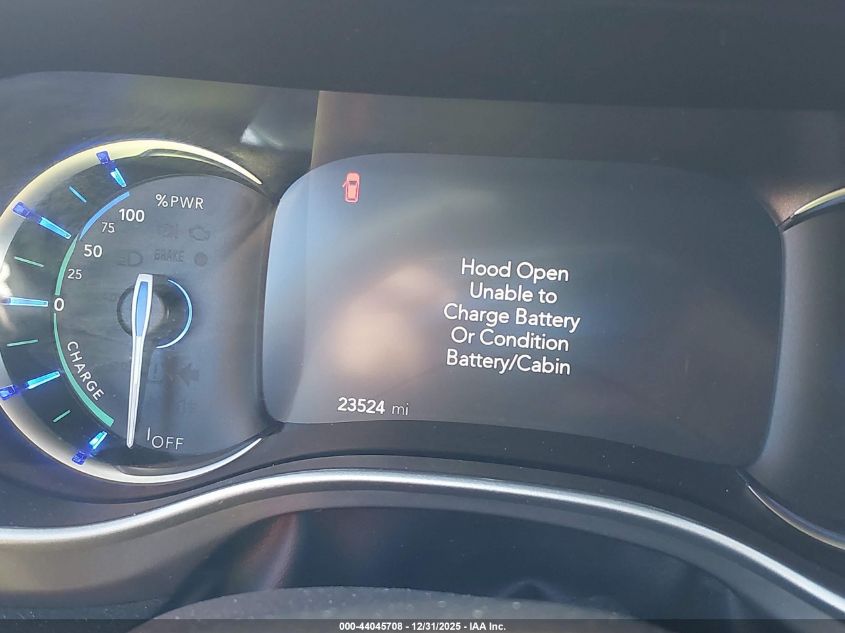 %PWR
100
75
50
25
0
BRAKE
CHARGE
OFF
Hood Open
Unable to
Charge Battery
Or Condition
Battery/Cabin
23524 mi
000-44045708 - 12/31/2025 - IAA Inc.